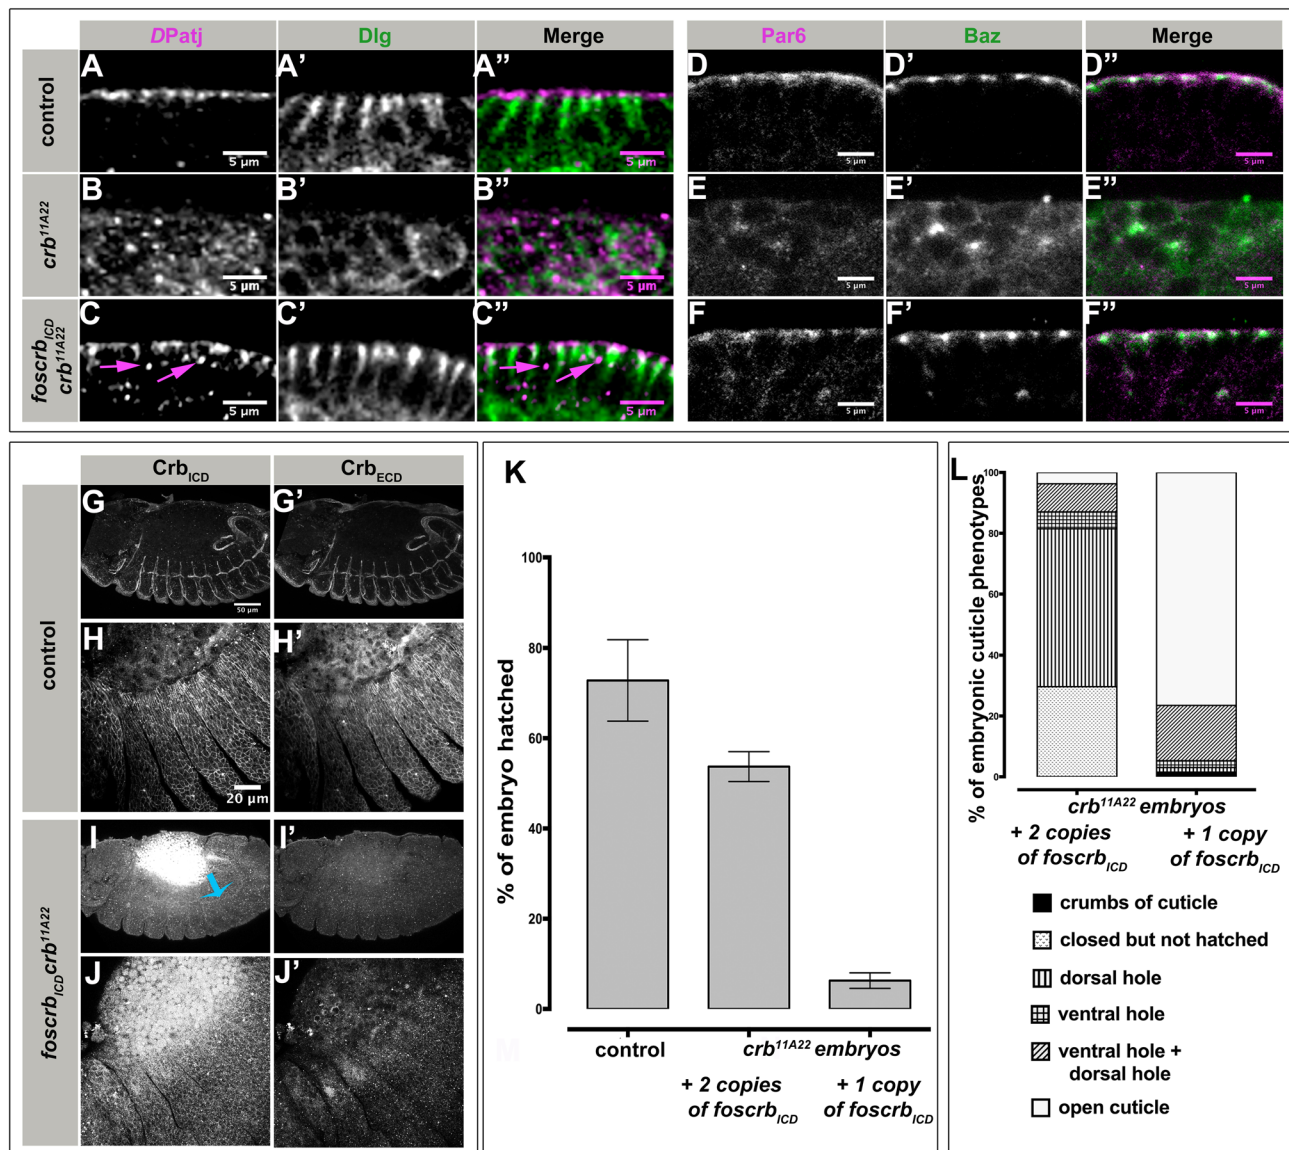 DPatj Dlg Merge Par6 Baz Merge
control
A A' A" D D' D"
5 µm 5 µm 5 µm 5 µm 5 µm 5 µm
crb11A22
B B' B" E E' E"
5 µm 5 µm 5 µm 5 µm 5 µm 5 µm
foscrbICD
crb11A22
C C' C" F F' F"
5 µm 5 µm 5 µm 5 µm 5 µm 5 µm
CrbICD CrbECD
control
G G'
50 µm
H H'
20 µm
foscrbICDcrb11A22
I I'
J J'
K
% of embryo hatched
100
80
60
40
20
0
control crb11A22 embryos
+ 2 copies + 1 copy
of foscrbICD of foscrbICD
M
L
% of embryonic cuticle phenotypes
100
80
60
40
20
0
crb11A22 embryos
+ 2 copies + 1 copy
of foscrbICD of foscrbICD
crumbs of cuticle
closed but not hatched
dorsal hole
ventral hole
ventral hole +
dorsal hole
open cuticle